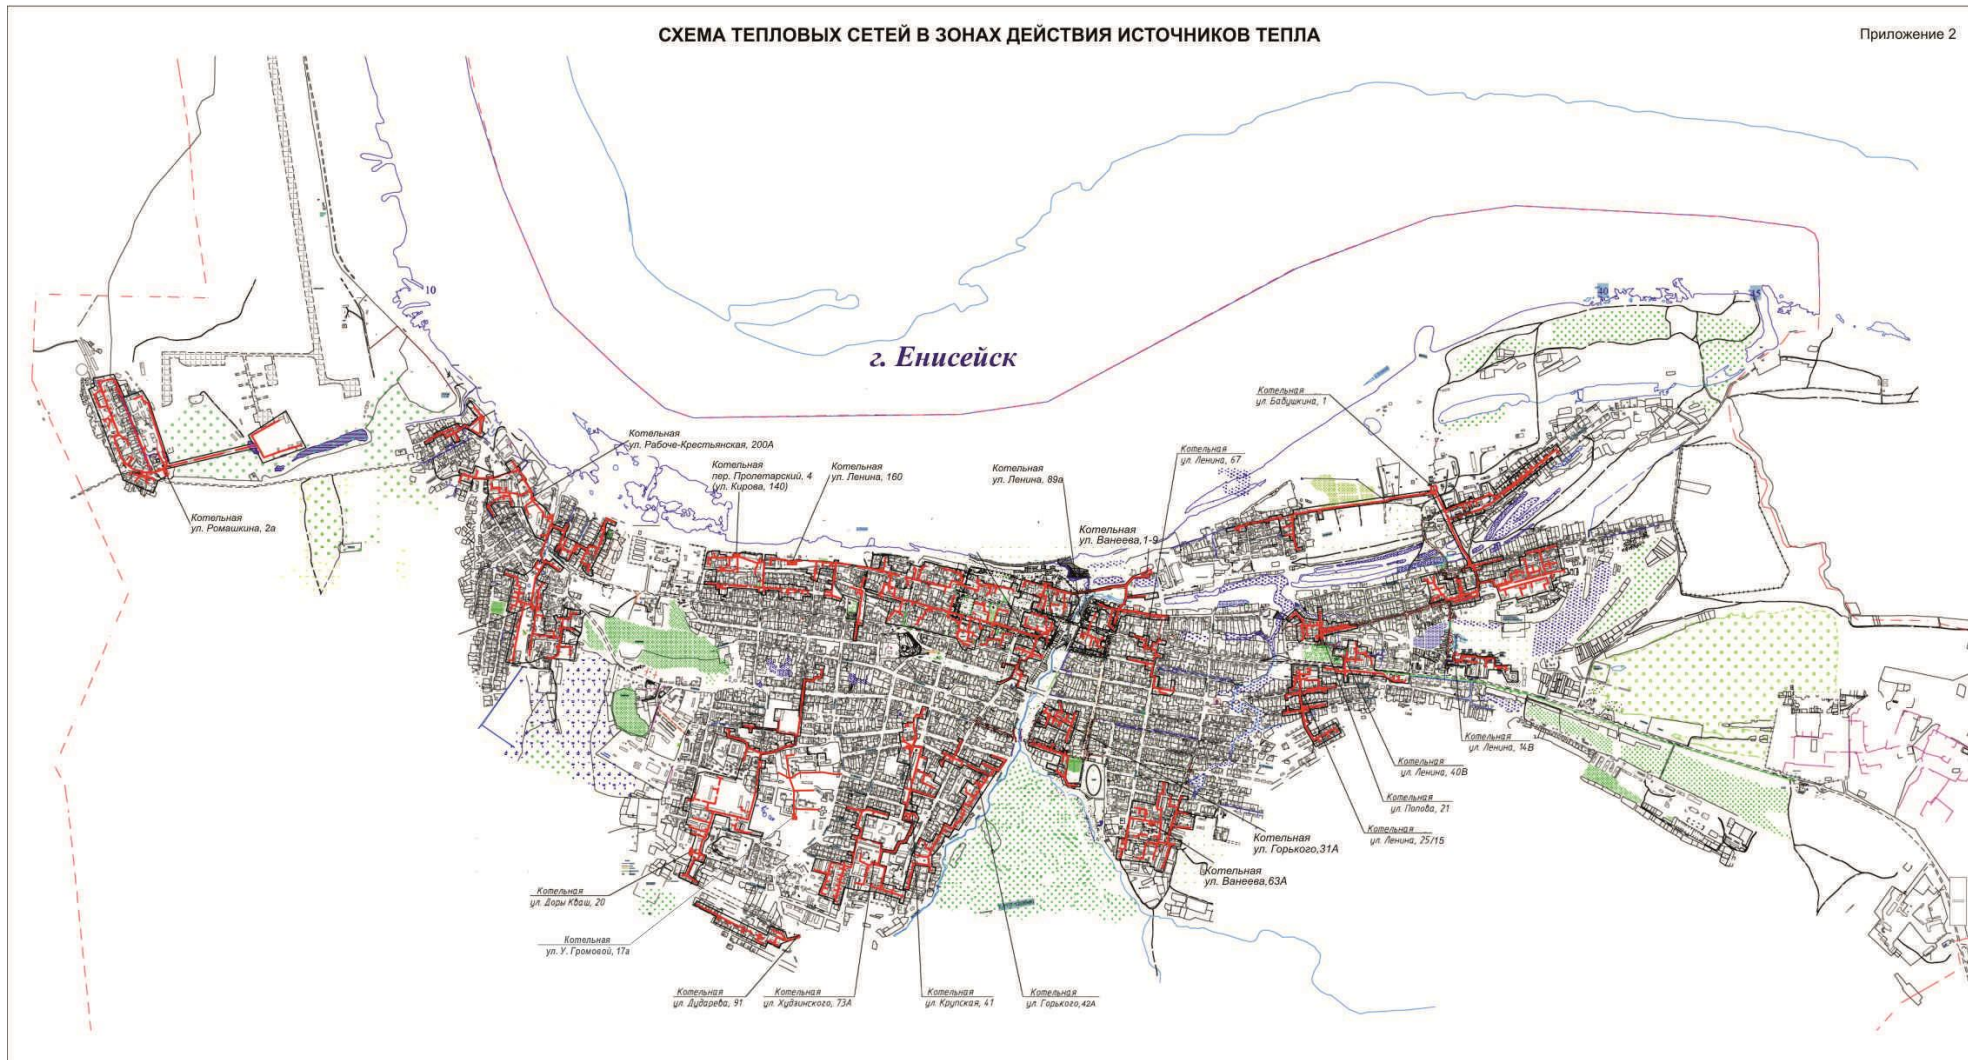 СХЕМА ТЕПЛОВЫХ СЕТЕЙ В ЗОНАХ ДЕЙСТВИЯ ИСТОЧНИКОВ ТЕПЛА
Приложение 2
10
40
45
г. Енисейск
Котельная
ул. Бабушкина, 1
Котельная
ул. Рабоче-Крестьянская, 200А
Котельная
пер. Пролетарский, 4
(ул. Кирова, 140)
Котельная
ул. Ленина, 160
Котельная
ул. Ленина, 89а
Котельная
ул. Ленина, 67
Котельная
ул. Ванеева,1-9
Котельная
ул. Ромашкина, 2а
Котельная
ул. Ленина, 14В
Котельная
ул. Ленина, 40В
Котельная
ул. Попова, 21
Котельная
ул. Ленина, 25/15
Котельная
ул. Горького,31А
Котельная
ул. Ванеева,63А
Котельная
ул. Доры Кваш, 20
Котельная
ул. У. Громовой, 17а
Котельная
ул. Дударева, 91
Котельная
ул. Худзинского, 73А
Котельная
ул. Крупская, 41
Котельная
ул. Горького,42А